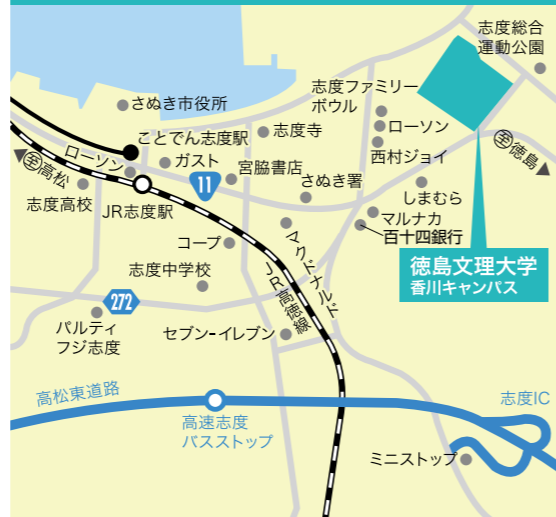 志度総合
運動公園
志度ファミリー
ボウル
さぬき市役所
ローソン
志度寺
ことでん志度駅
西村ジョイ
至徳島
ローソン
ガスト
宮脇書店
至高松
11
さぬき署
しまむら
志度高校
JR志度駅
マルナカ
百十四銀行
コープ
マクドナルド
徳島文理大学
香川キャンパス
志度中学校
JR高徳線
272
パルティ
フジ志度
セブン-イレブン
高松東道路
志度IC
高速志度
バスストップ
ミニストップ